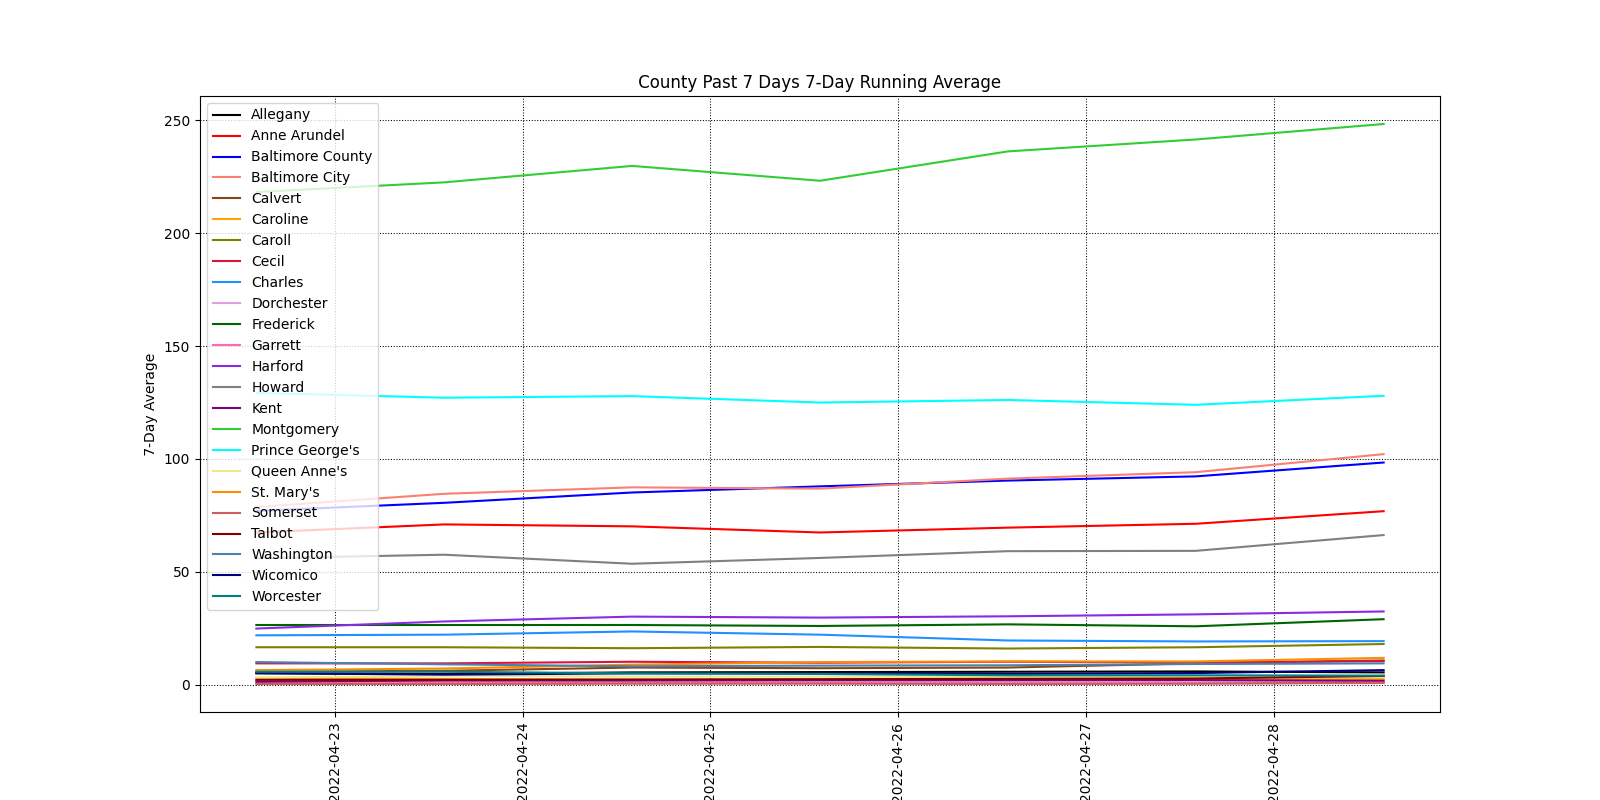 County Past 7 Days 7-Day Running Average
250
200
150
100
50
0
7-Day Average
Allegany
Anne Arundel
Baltimore County
Baltimore City
Calvert
Caroline
Caroll
Cecil
Charles
Dorchester
Frederick
Garrett
Harford
Howard
Kent
Montgomery
Prince George's
Queen Anne's
St. Mary's
Somerset
Talbot
Washington
Wicomico
Worcester
2022-04-23
2022-04-24
2022-04-25
2022-04-26
2022-04-27
2022-04-28